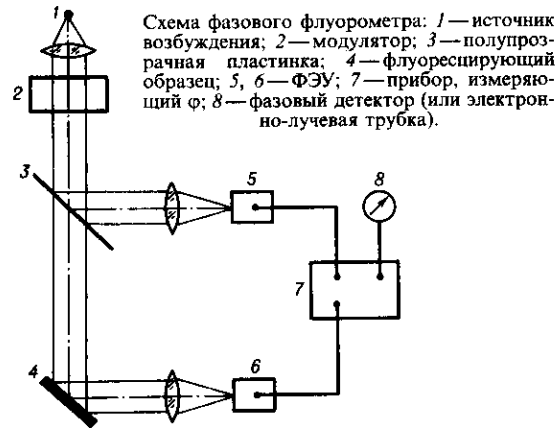 Схема фазового флуорометра: 1—источник
возбуждения; 2—модулятор; 3—полупроз-
рачная пластинка; 4—флуоресцирующий
образец; 5, 6—ФЭУ; 7—прибор, измеряю-
щий φ; 8—фазовый детектор (или электрон-
но-лучевая трубка).
1
2
3
5
8
7
4
6